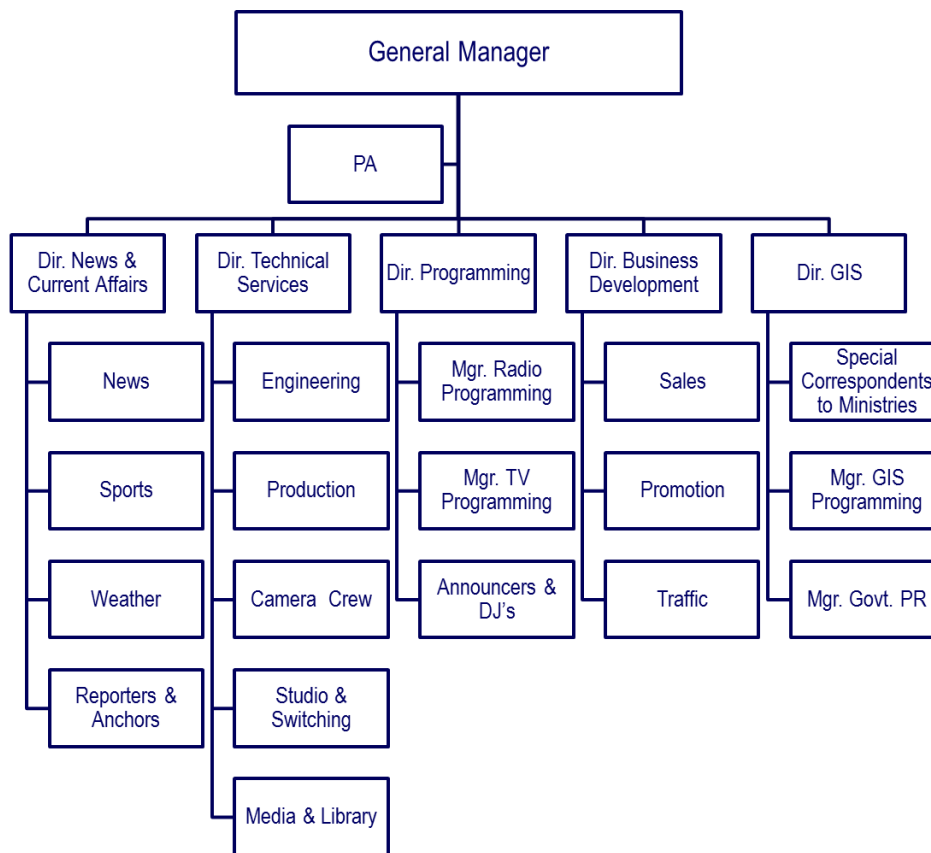 General Manager
PA
Dir. News &
Current Affairs
Dir. Technical
Services
Dir. Programming
Dir. Business
Development
Dir. GIS
News
Engineering
Mgr. Radio
Programming
Sales
Special
Correspondents
to Ministries
Sports
Production
Mgr. TV
Programming
Promotion
Mgr. GIS
Programming
Weather
Camera Crew
Announcers &
DJ's
Traffic
Mgr. Govt. PR
Reporters &
Anchors
Studio &
Switching
Media & Library